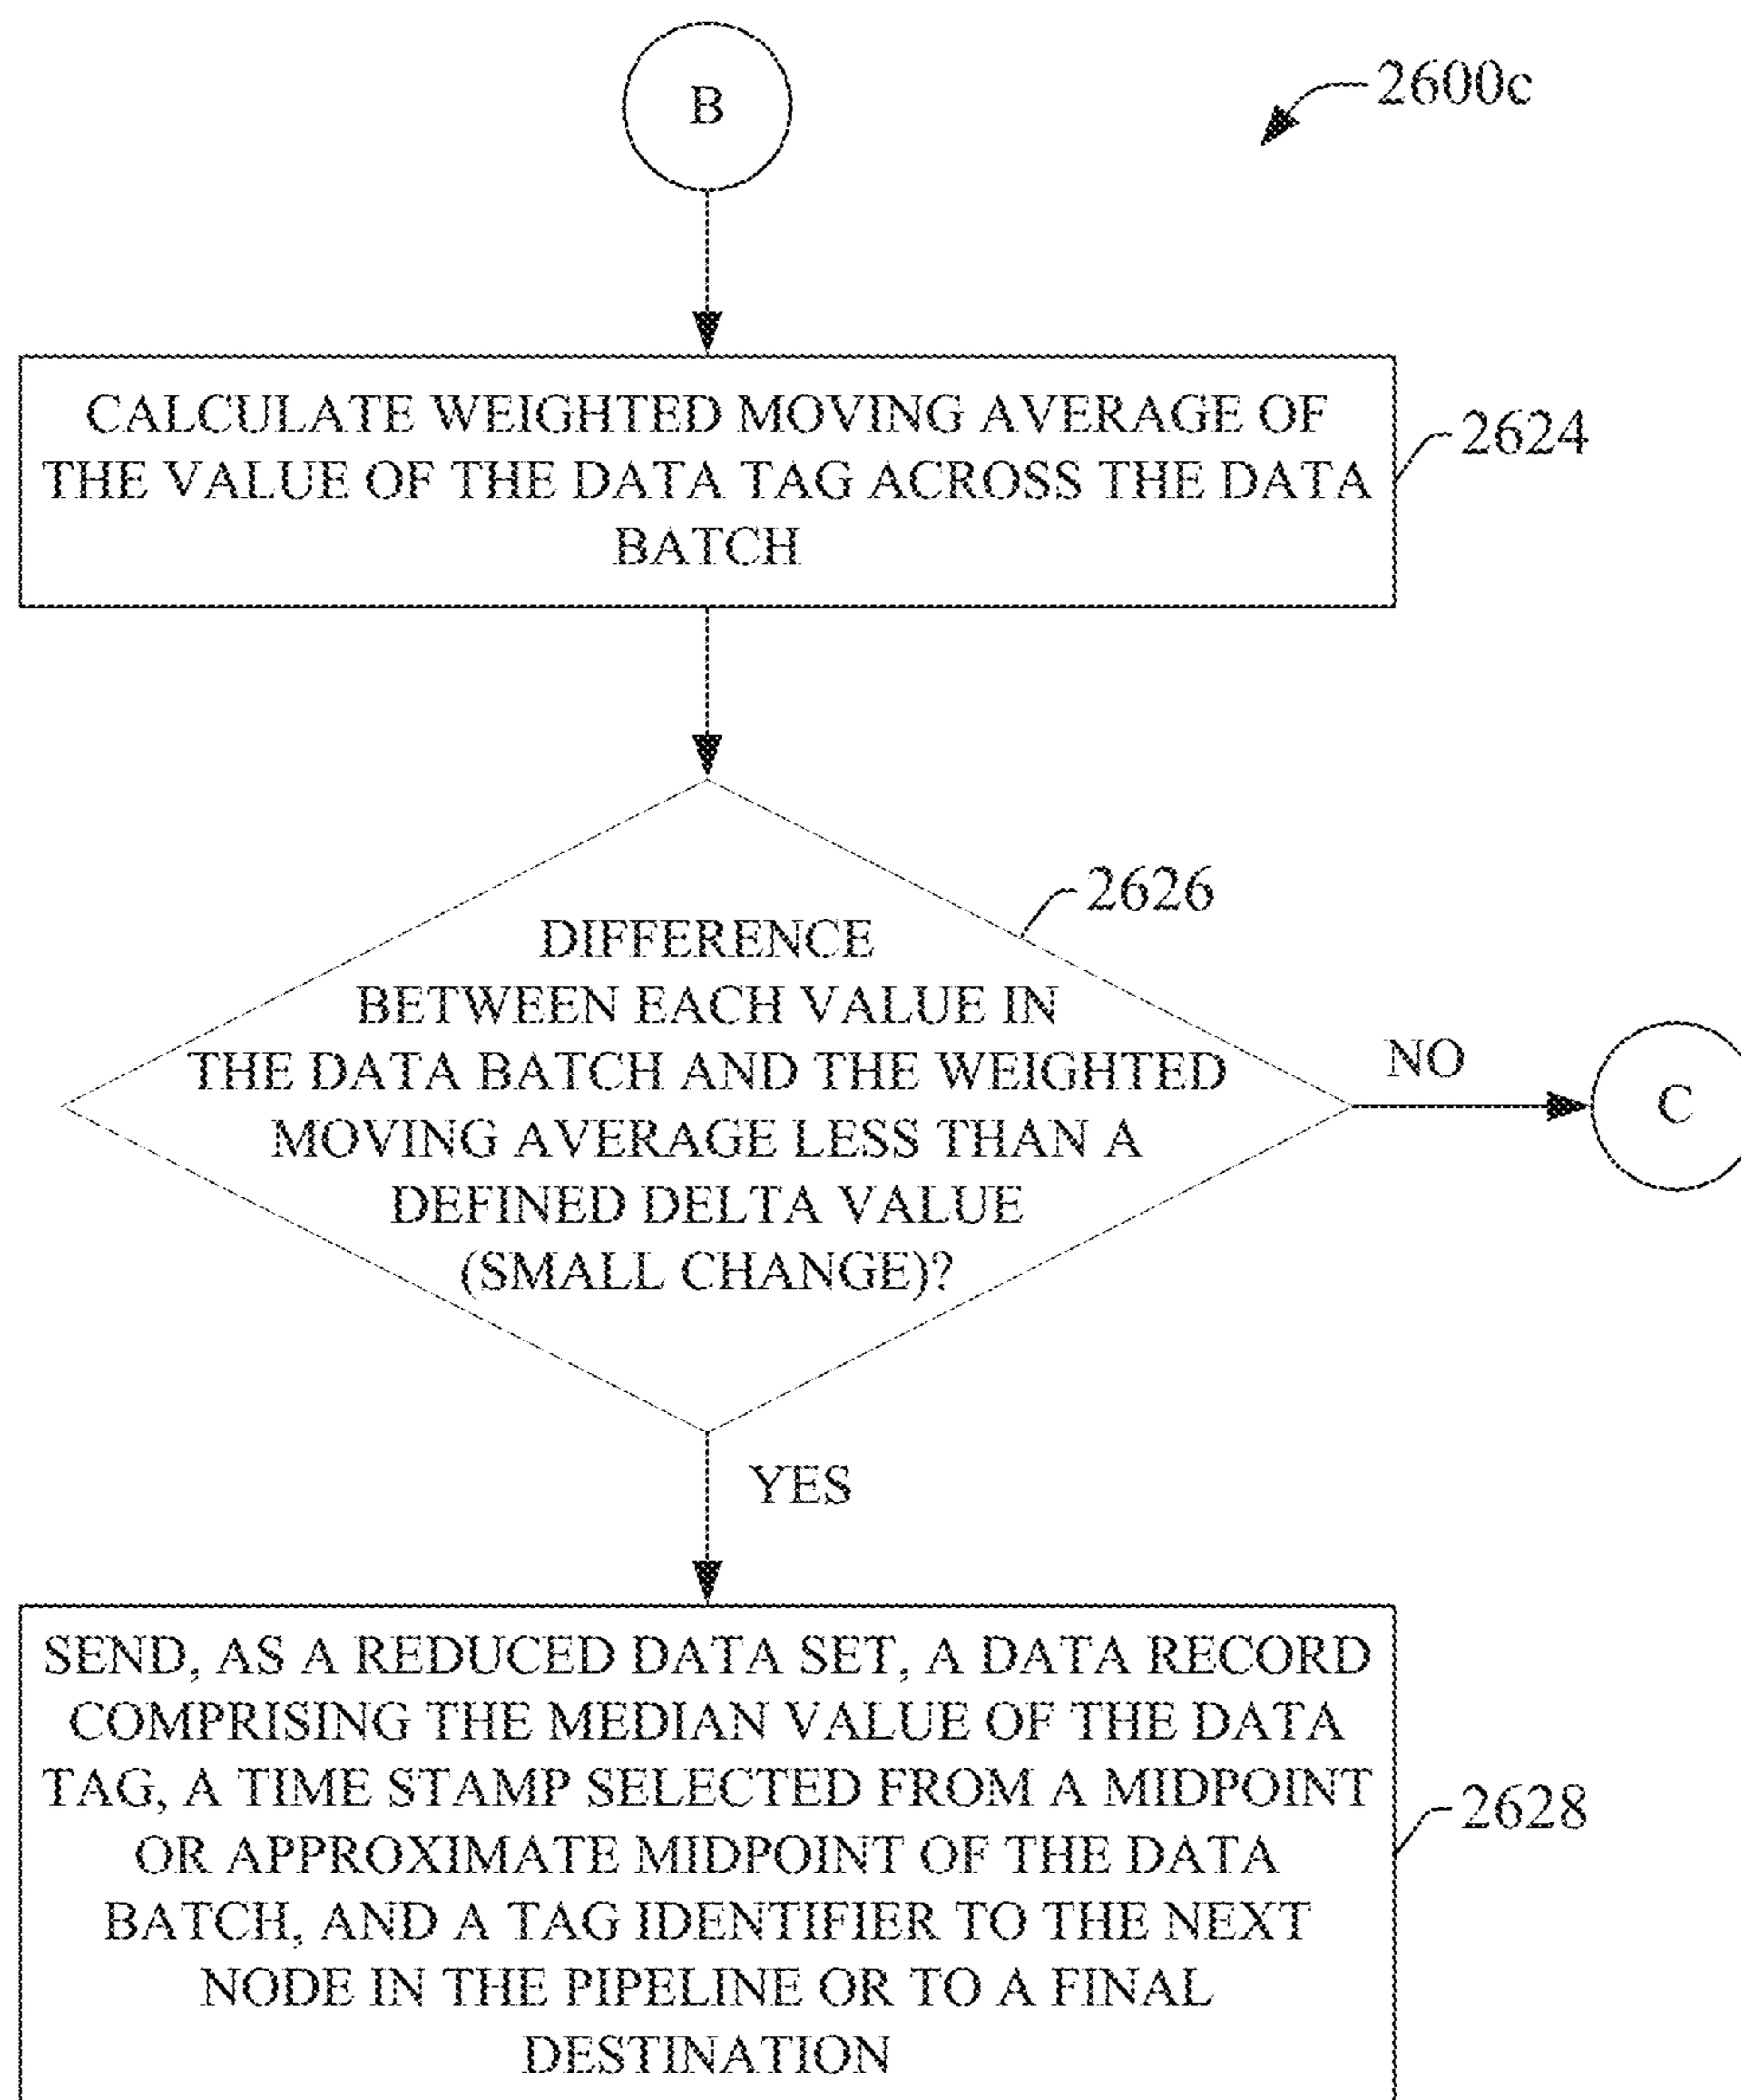 B
2600c
CALCULATE WEIGHTED MOVING AVERAGE OF
THE VALUE OF THE DATA TAG ACROSS THE DATA
BATCH
2624
2626
DIFFERENCE
BETWEEN EACH VALUE IN
THE DATA BATCH AND THE WEIGHTED
MOVING AVERAGE LESS THAN A
DEFINED DELTA VALUE
(SMALL CHANGE)?
NO
C
YES
SEND, AS A REDUCED DATA SET, A DATA RECORD
COMPRISING THE MEDIAN VALUE OF THE DATA
TAG, A TIME STAMP SELECTED FROM A MIDPOINT
OR APPROXIMATE MIDPOINT OF THE DATA
BATCH, AND A TAG IDENTIFIER TO THE NEXT
NODE IN THE PIPELINE OR TO A FINAL
DESTINATION
2628